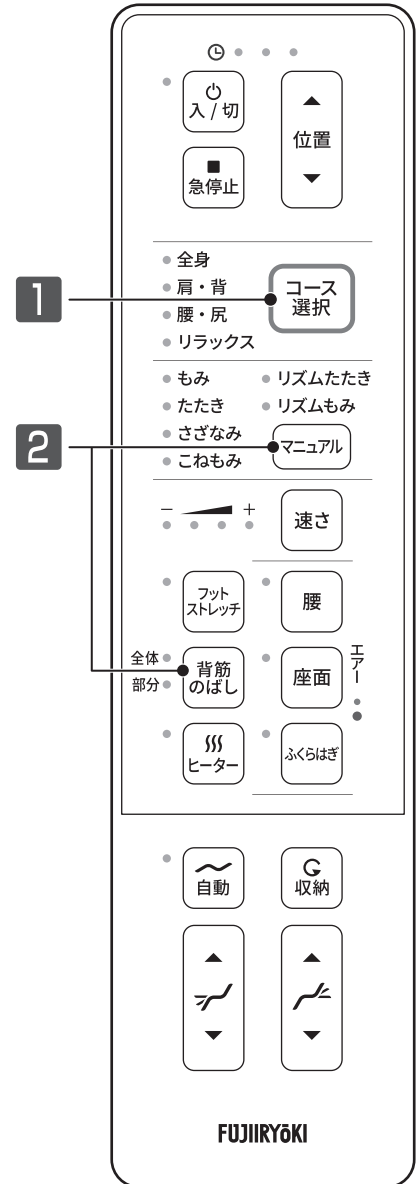 入 / 切
位置
急停止
1
全身
肩・背
腰・尻
リラックス
コース
選択
2
もみ
たたき
さざなみ
こねもみ
リズムたたき
リズムもみ
マニュアル
− +
速さ
フット
ストレッチ
腰
全体
部分
背筋
のばし
座面
エアー
ヒーター
ふくらはぎ
自動
収納
FUJIIRYōKI